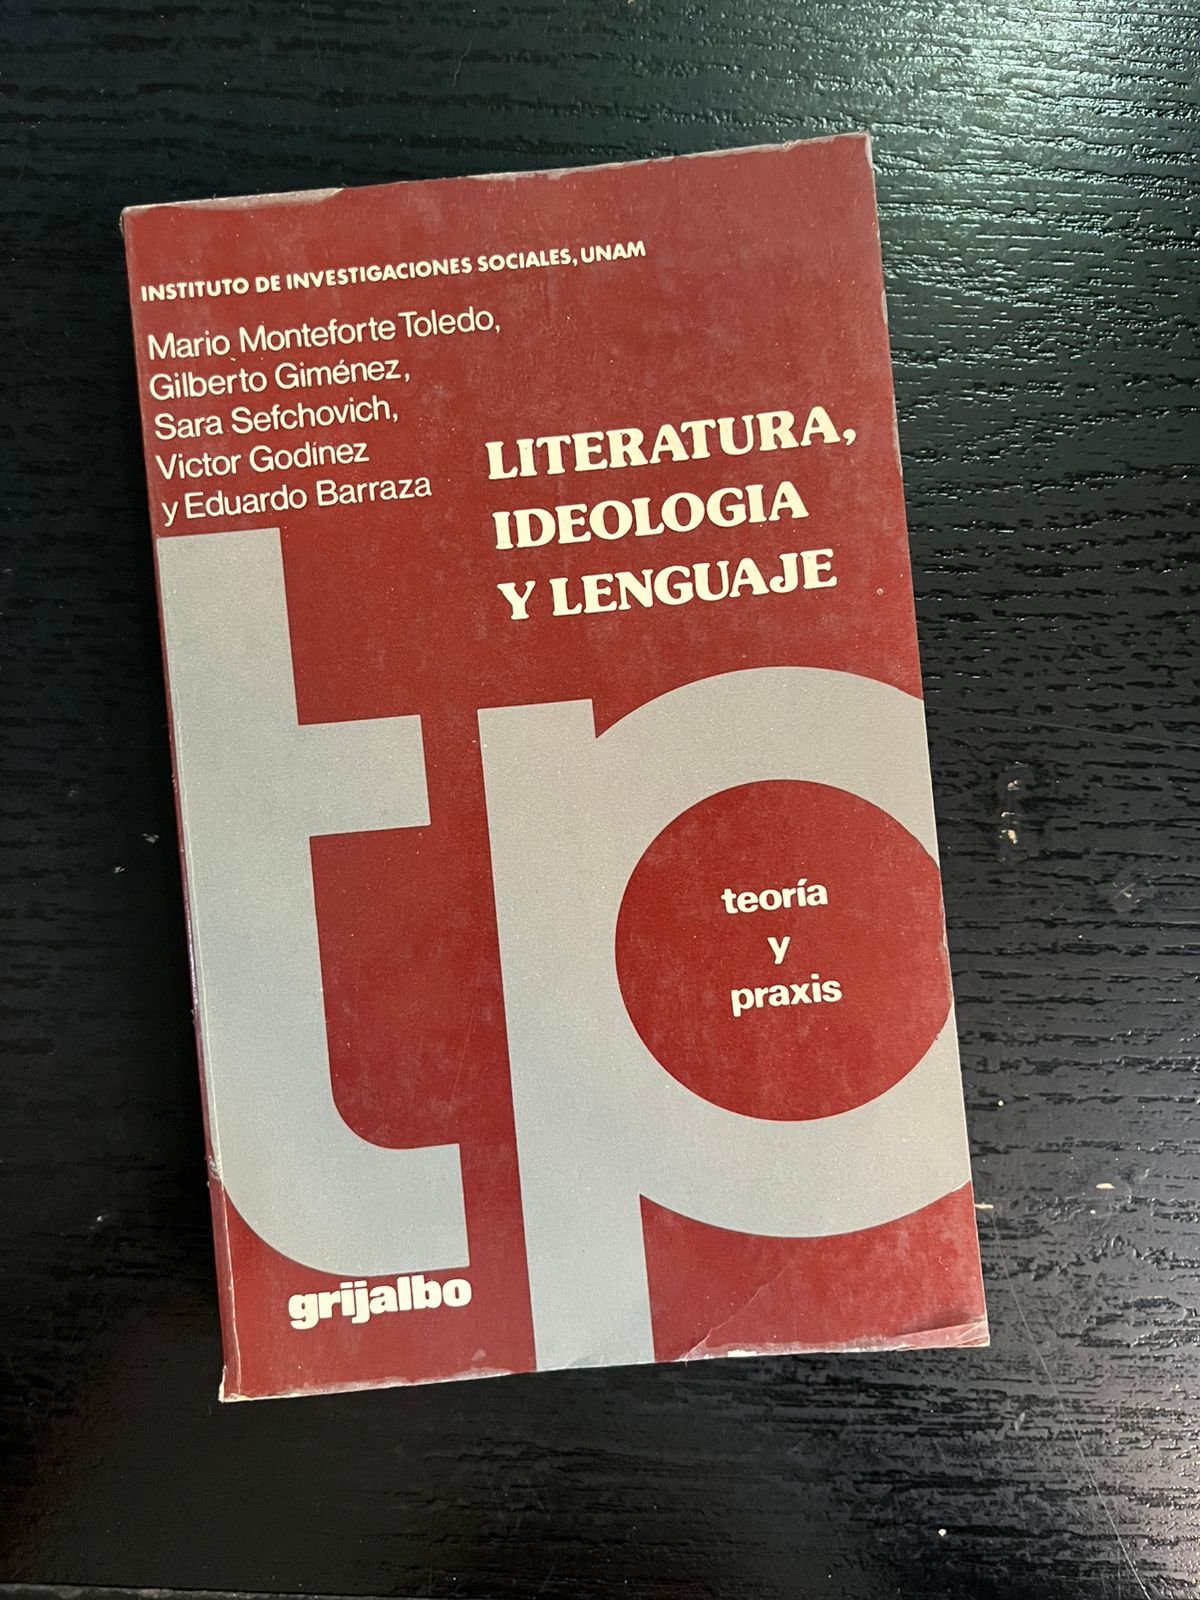 INSTITUTO DE INVESTIGACIONES SOCIALES, UNAM
Mario Monteforte Toledo,
Gilberto Giménez,
Sara Sefchovich,
Victor Godínez
y Eduardo Barraza
LITERATURA,
IDEOLOGIA
Y LENGUAJE
tp
teoría
y
praxis
grijalbo